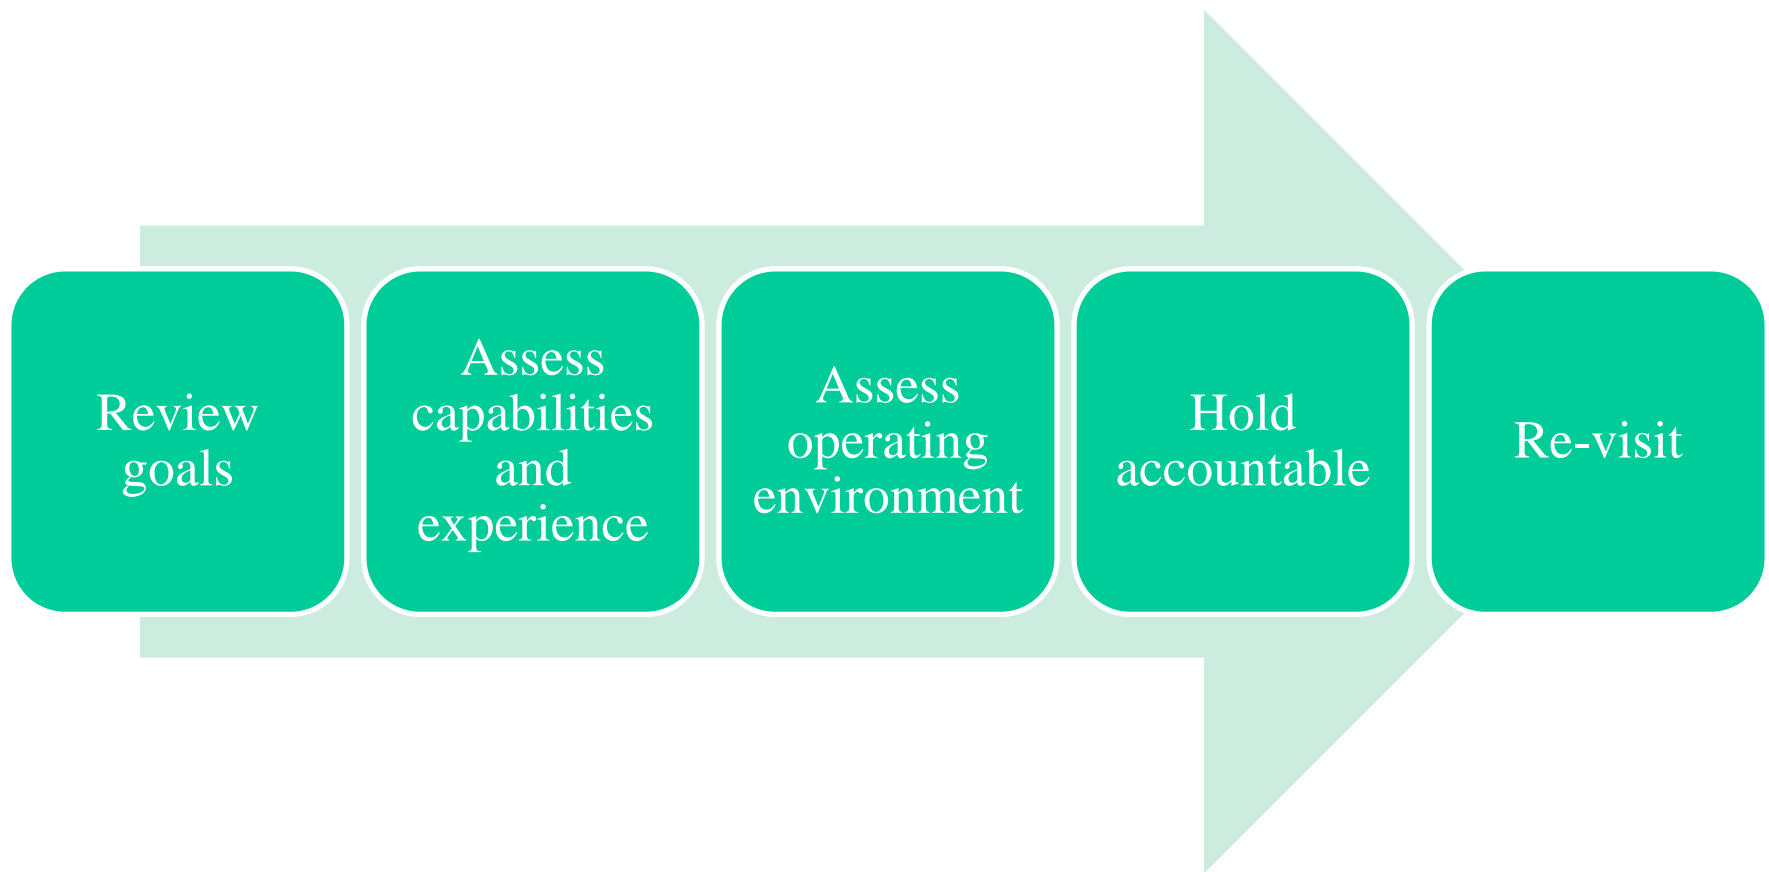 Review
goals
Assess
capabilities
and
experience
Assess
operating
environment
Hold
accountable
Re-visit